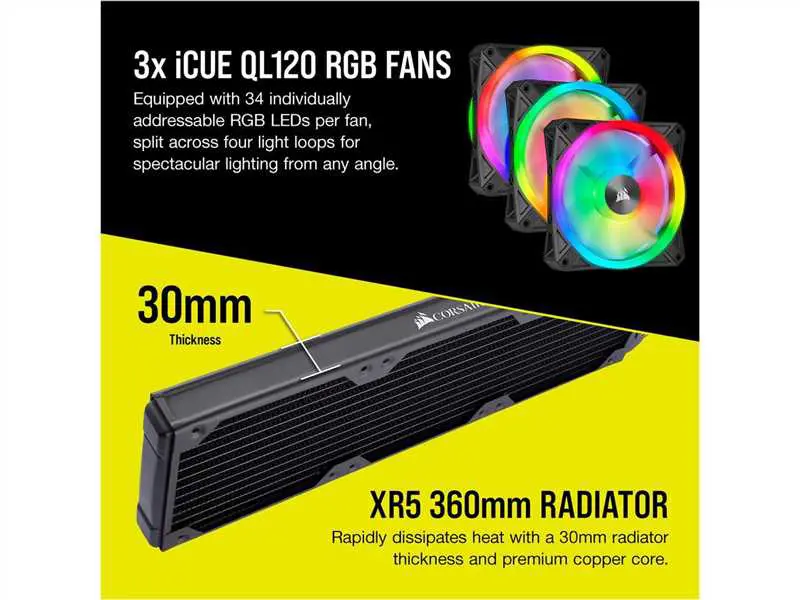 3x iCUE QL120 RGB FANS
Equipped with 34 individually
addressable RGB LEDs per fan,
split across four light loops for
spectacular lighting from any angle.
30mm
Thickness
CORSAIR
XR5 360mm RADIATOR
Rapidly dissipates heat with a 30mm radiator
thickness and premium copper core.